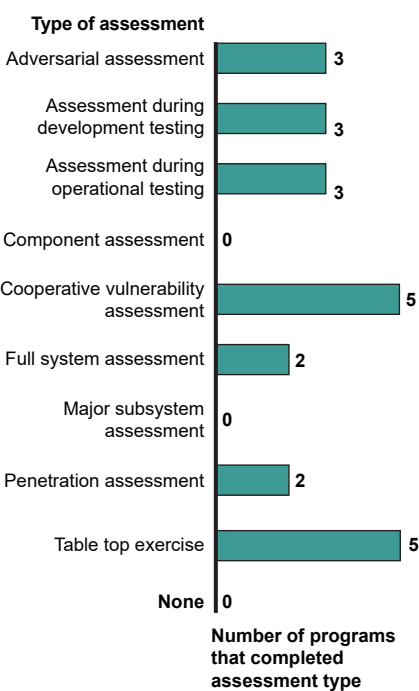 Type of assessment
Adversarial assessment 3
Assessment during
development testing 3
Assessment during
operational testing 3
Component assessment 0
Cooperative vulnerability
assessment 5
Full system assessment 2
Major subsystem
assessment 0
Penetration assessment 2
Table top exercise 5
None 0
Number of programs
that completed
assessment type